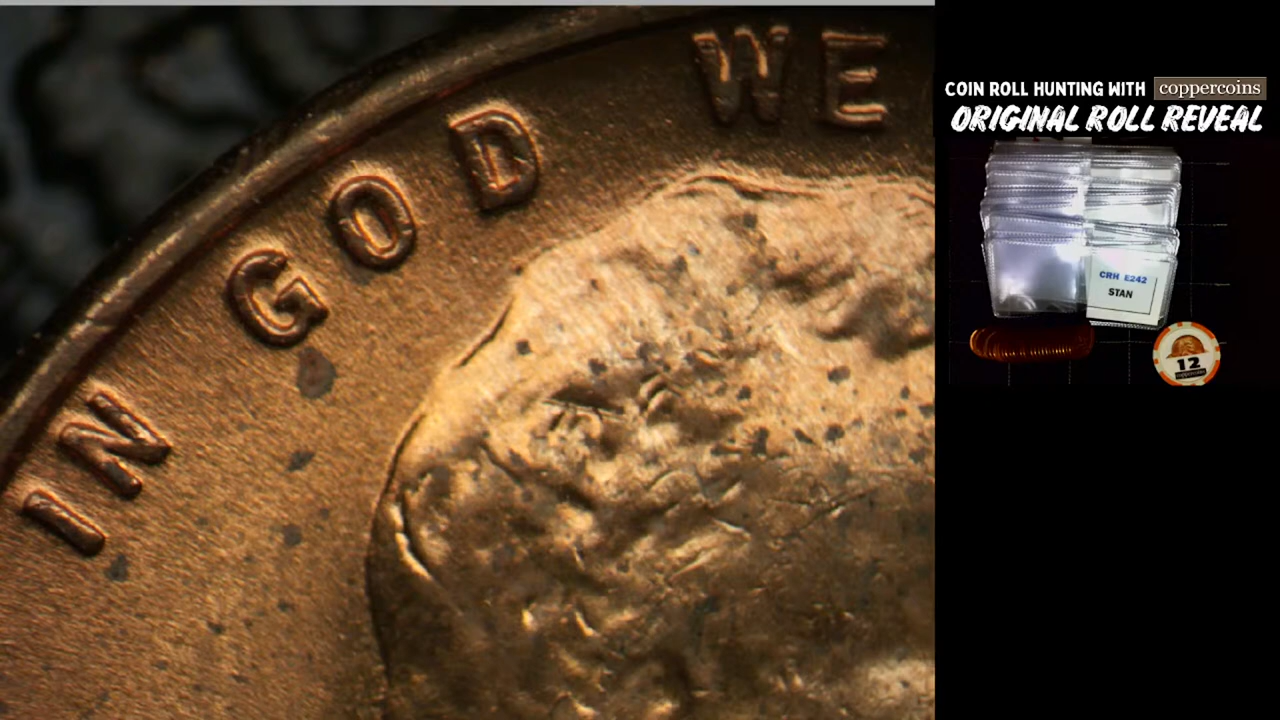 IN GOD WE
COIN ROLL HUNTING WITH coppercoins
ORIGINAL ROLL REVEAL
CRH E242
STAN
12